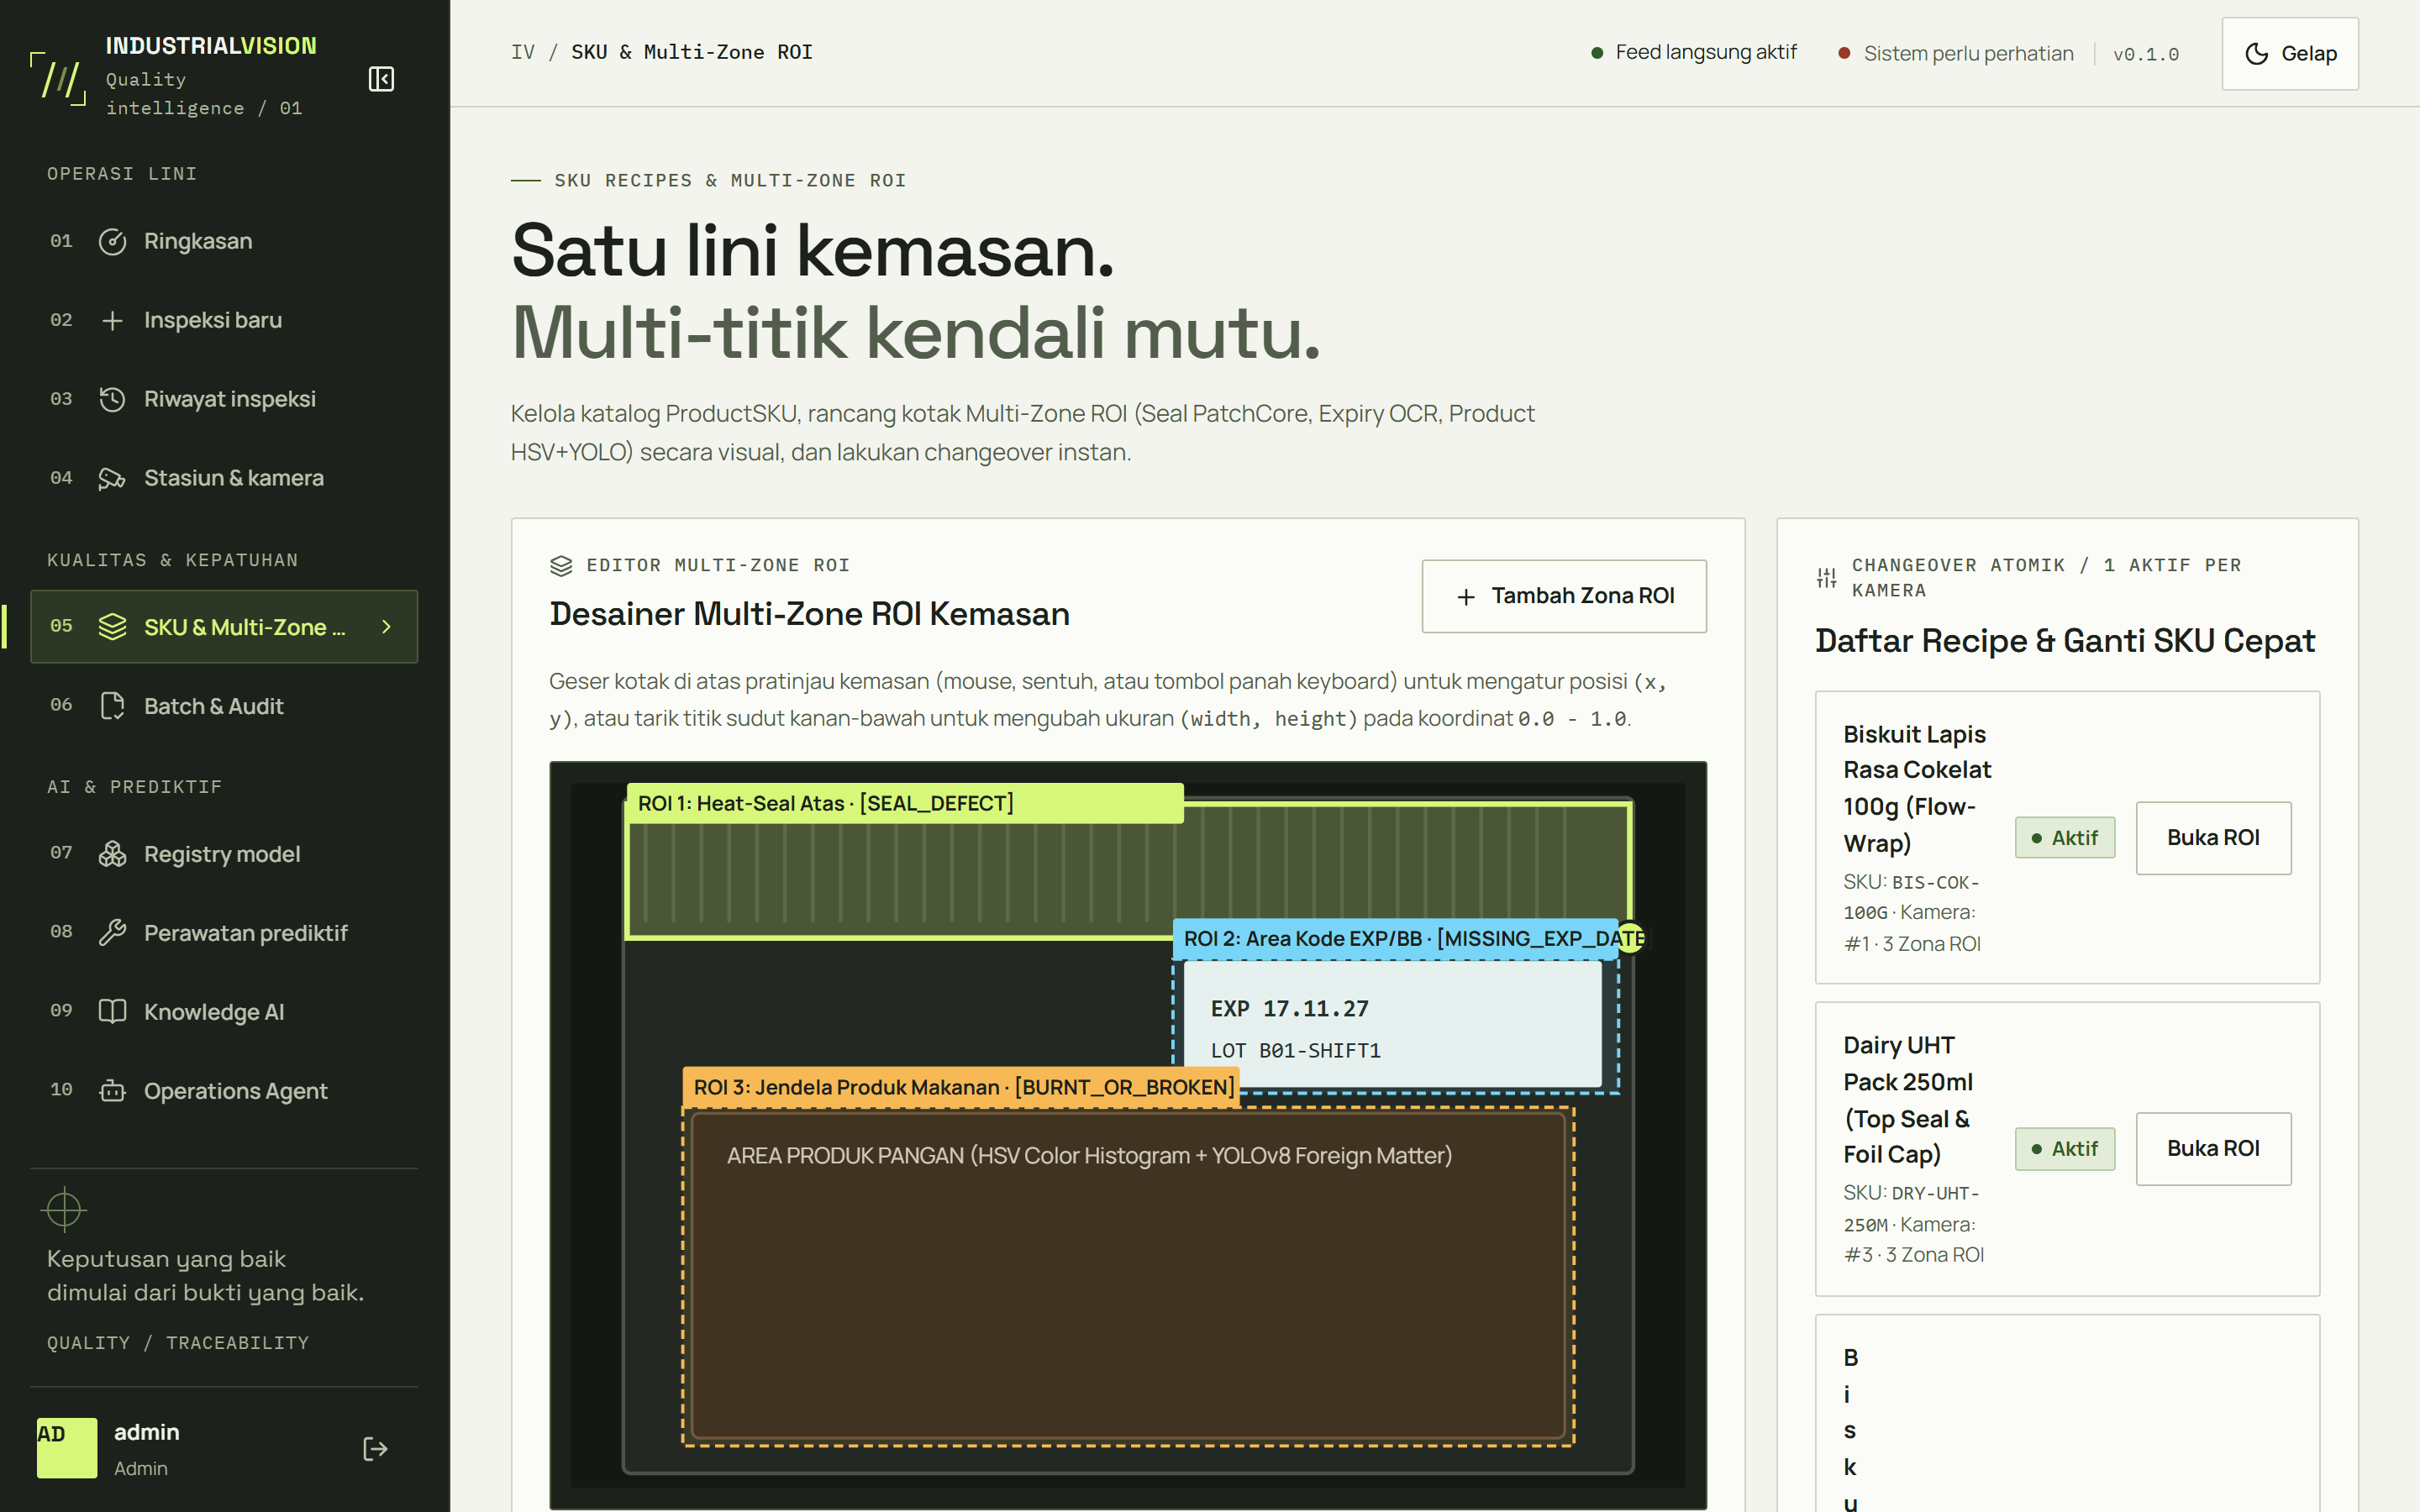 INDUSTRIALVISION
Quality
intelligence / 01
OPERASI LINI
01 Ringkasan
02 Inspeksi baru
03 Riwayat inspeksi
04 Stasiun & kamera
KUALITAS & KEPATUHAN
05 SKU & Multi-Zone ...
06 Batch & Audit
AI & PREDIKTIF
07 Registry model
08 Perawatan prediktif
09 Knowledge AI
10 Operations Agent
Keputusan yang baik
dimulai dari bukti yang baik.
QUALITY / TRACEABILITY
AD
admin
Admin
IV / SKU & Multi-Zone ROI
Feed langsung aktif
Sistem perlu perhatian
v0.1.0
Gelap
SKU RECIPES & MULTI-ZONE ROI
Satu lini kemasan.
Multi-titik kendali mutu.
Kelola katalog ProductSKU, rancang kotak Multi-Zone ROI (Seal PatchCore, Expiry OCR, Product
HSV+YOLO) secara visual, dan lakukan changeover instan.
EDITOR MULTI-ZONE ROI
Desainer Multi-Zone ROI Kemasan
Tambah Zona ROI
Geser kotak di atas pratinjau kemasan (mouse, sentuh, atau tombol panah keyboard) untuk mengatur posisi (x,
y), atau tarik titik sudut kanan-bawah untuk mengubah ukuran (width, height) pada koordinat 0.0 - 1.0.
ROI 1: Heat-Seal Atas · [SEAL_DEFECT]
ROI 2: Area Kode EXP/BB · [MISSING_EXP_DATE
EXP 17.11.27
LOT B01-SHIFT1
ROI 3: Jendela Produk Makanan · [BURNT_OR_BROKEN]
AREA PRODUK PANGAN (HSV Color Histogram + YOLOv8 Foreign Matter)
CHANGEOVER ATOMIK / 1 AKTIF PER
KAMERA
Daftar Recipe & Ganti SKU Cepat
Biskuit Lapis
Rasa Cokelat
100g (Flow-
Wrap)
SKU: BIS-COK-
100G · Kamera:
#1 · 3 Zona ROI
Aktif
Buka ROI
Dairy UHT
Pack 250ml
(Top Seal &
Foil Cap)
SKU: DRY-UHT-
250M · Kamera:
#3 · 3 Zona ROI
Aktif
Buka ROI
B
i
s
k
u